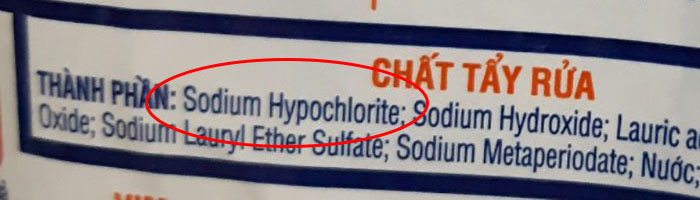 CHẤT TẨY RỬA
THÀNH PHẦN: Sodium Hypochlorite; Sodium Hydroxide; Lauric
Oxide; Sodium Lauryl Ether Sulfate; Sodium Metaperiodate; Nước;